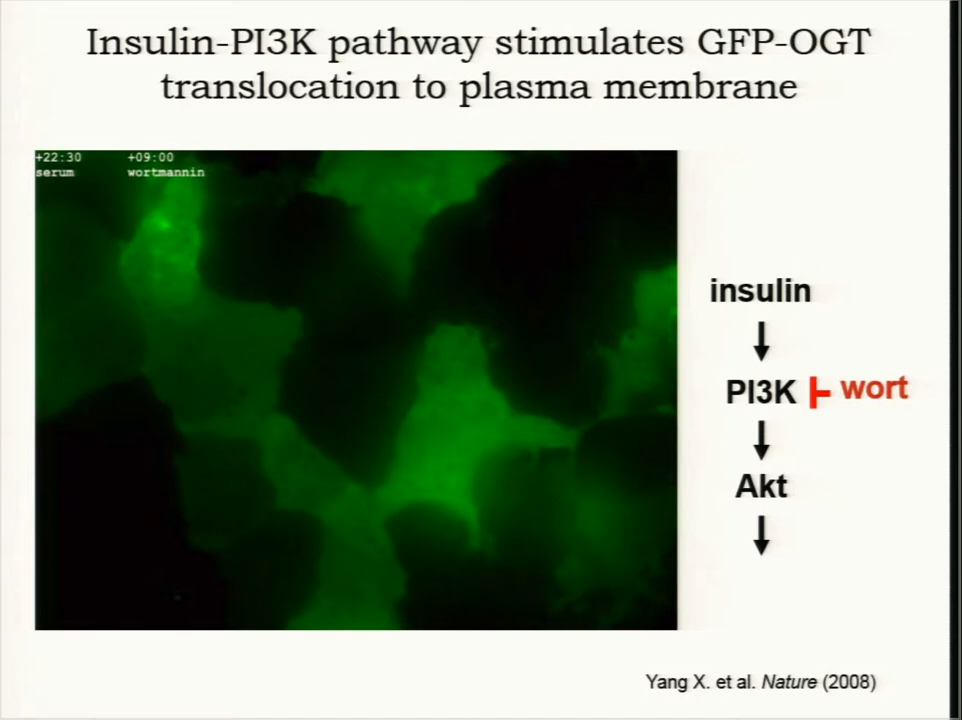 Insulin-PI3K pathway stimulates GFP-OGT
translocation to plasma membrane
+22:30 +09:00
serum wortmannin
insulin
PI3K wort
Akt
Yang X. et al. Nature (2008)